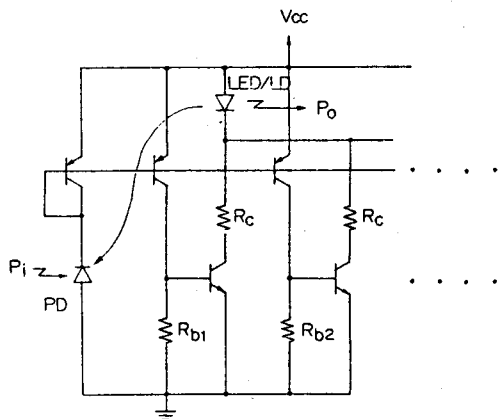 Vcc
LED/LD
Po
Rc
Rc
Pi
PD
Rb1
Rb2